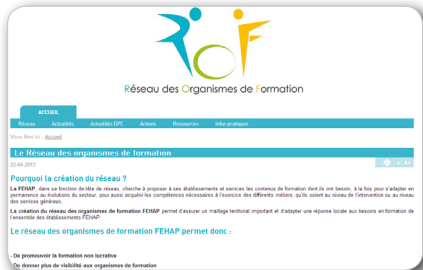 Réseau des Organismes de Formation
ACCUEIL
Réseau Actualités Actualités DPC Actions Ressources Infos pratiques
Vous êtes ici : Accueil
Le Réseau des organismes de formation
22-04-2013
A+
Pourquoi la création du réseau ?
La FEHAP, dans sa fonction de tête de réseau, cherche à proposer à ses établissements et services les contenus de formation dont ils ont besoin, à la fois pour s'adapter en
permanence au évolutions du secteur, pour aussi acquérir les compétences nécessaires à l'exercice des différents métiers, qu'ils soient au niveau de l'intervention ou au niveau
des services généraux.
La création du réseau des organismes de formation FEHAP permet d'assurer un maillage territorial important et d'adapter une réponse locale aux besoins en formation de
l'ensemble des établissements FEHAP.
Le réseau des organismes de formation FEHAP permet donc :
- De promouvoir la formation non lucrative
- De donner plus de visibilité aux organismes de formation